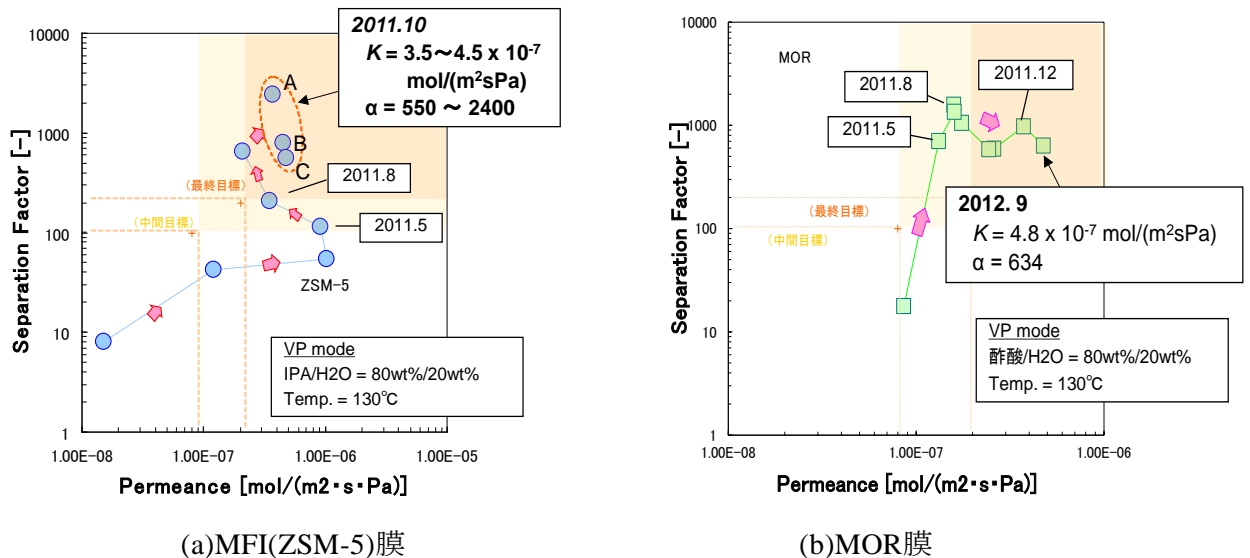 2011.10
K = 3.5～4.5 x 10-7
mol/(m2sPa)
α = 550 ～ 2400
10000
1000
100
10
1
Separation Factor [-]
A
B
C
2011.8
2011.5
(最終目標)
(中間目標)
ZSM-5
VP mode
IPA/H2O = 80wt%/20wt%
Temp. = 130℃
1.00E-08
1.00E-07
1.00E-06
1.00E-05
Permeance [mol/(m2・s・Pa)]
(a)MFI(ZSM-5)膜
10000
1000
100
10
1
Separation Factor [-]
MOR
2011.8
2011.12
2011.5
(最終目標)
(中間目標)
2012. 9
K = 4.8 x 10-7 mol/(m2sPa)
α = 634
VP mode
酢酸/H2O = 80wt%/20wt%
Temp. = 130℃
1.00E-08
1.00E-07
1.00E-06
Permeance [mol/(m2・s・Pa)]
(b)MOR膜